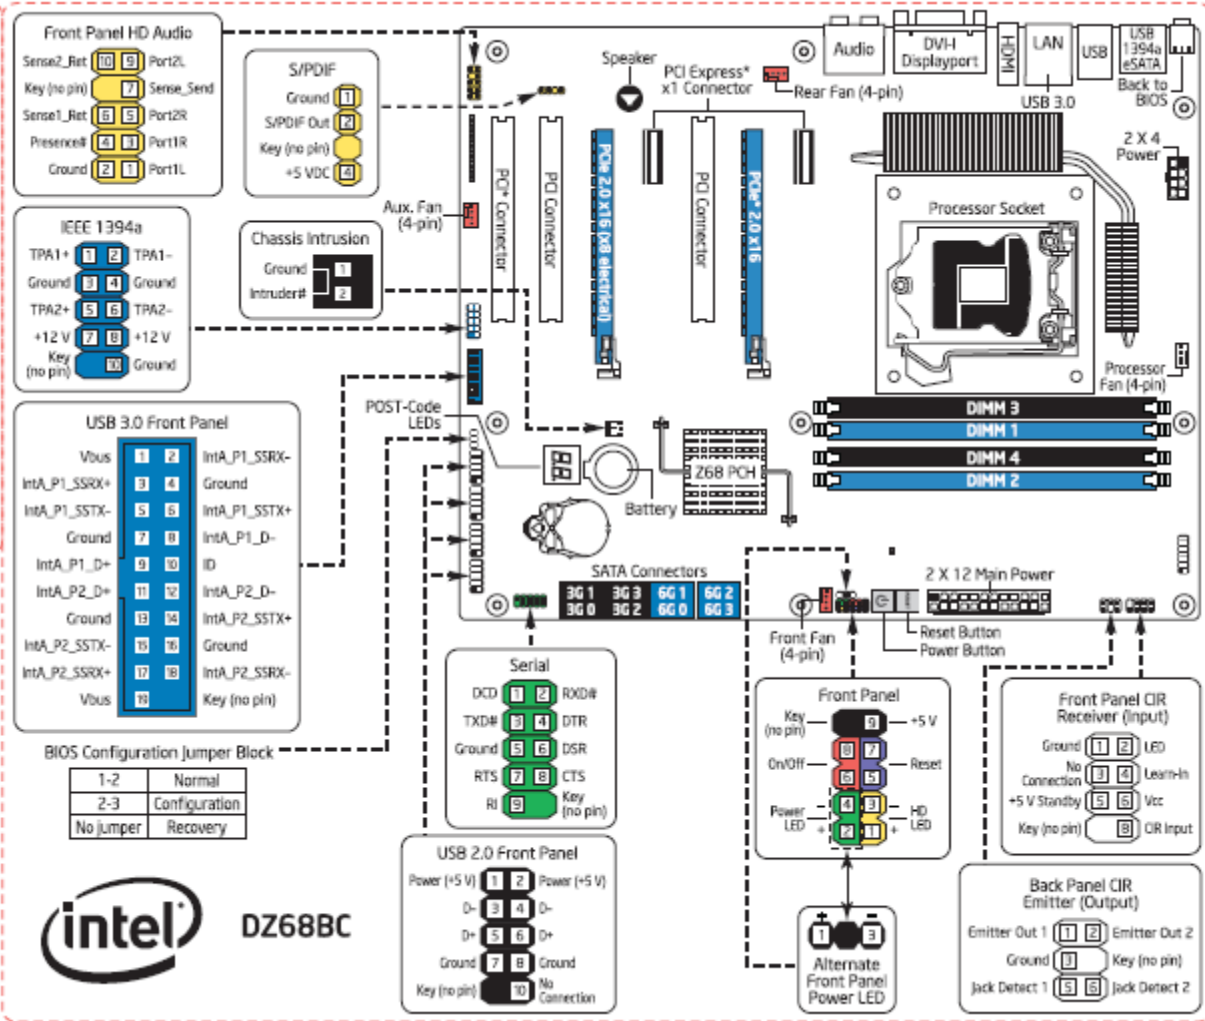 Front Panel HD Audio
Sense2_Ret 10 9 Port2L
Key (no pin) 7 Sense_Send
Sense1_Ret 6 5 Port2R
Presence# 4 3 Port1R
Ground 2 1 Port1L
S/PDIF
Ground 1
S/PDIF Out 2
Key (no pin)
+5 VDC 4
IEEE 1394a
TPA1+ 1 2 TPA1-
Ground 3 4 Ground
TPA2+ 5 6 TPA2-
+12 V 7 8 +12 V
Key
(no pin) 10 Ground
Chassis Intrusion
Ground 1
Intruder# 2
Aux. Fan
(4-pin)
USB 3.0 Front Panel
Vbus 1 2 IntA_P1_SSRX-
IntA_P1_SSRX+ 3 4 Ground
IntA_P1_SSTX- 5 6 IntA_P1_SSTX+
Ground 7 8 IntA_P1_D-
IntA_P1_D+ 9 10 ID
IntA_P2_D+ 11 12 IntA_P2_D-
Ground 13 14 IntA_P2_SSTX+
IntA_P2_SSTX- 15 16 Ground
IntA_P2_SSRX+ 17 18 IntA_P2_SSRX-
Vbus 19 Key (no pin)
POST-Code
LEDs
BIOS Configuration Jumper Block
1-2 Normal
2-3 Configuration
No jumper Recovery
intel
DZ68BC
Speaker
PCI Express*
x1 Connector
Rear Fan (4-pin)
Audio
DVI-I
Displayport
HDMI
LAN
USB 3.0
USB
USB
1394a
eSATA
Back to
BIOS
2 X 4
Power
PCI* Connector
PCI Connector
PCIe 2.0 x16 (x8 electrical)
PCI Connector
PCIe* 2.0 x16
Processor Socket
Processor
Fan (4-pin)
DIMM 3
DIMM 1
DIMM 4
DIMM 2
Z68 PCH
Battery
SATA Connectors
3G 1 3G 3 6G 1 6G 2
3G 0 3G 2 6G 0 6G 3
2 X 12 Main Power
Front Fan
(4-pin)
Reset Button
Power Button
Serial
DCD 1 2 RXD#
TXD# 3 4 DTR
Ground 5 6 DSR
RTS 7 8 CTS
RI 9 Key
(no pin)
USB 2.0 Front Panel
Power (+5 V) 1 2 Power (+5 V)
D- 3 4 D-
D+ 5 6 D+
Ground 7 8 Ground
Key (no pin) 10 No
Connection
Front Panel
Key
(no pin) 9 +5 V
On/Off 8 7 Reset
6 5
Power
LED 4 3 HD
LED
+ 2 1 +
+ -
1 3
Alternate
Front Panel
Power LED
Front Panel CIR
Receiver (Input)
Ground 1 2 LED
No
Connection 3 4 Learn-In
+5 V Standby 5 6 Vcc
Key (no pin) 8 CIR Input
Back Panel CIR
Emitter (Output)
Emitter Out 1 1 2 Emitter Out 2
Ground 3 Key (no pin)
Jack Detect 1 5 6 Jack Detect 2